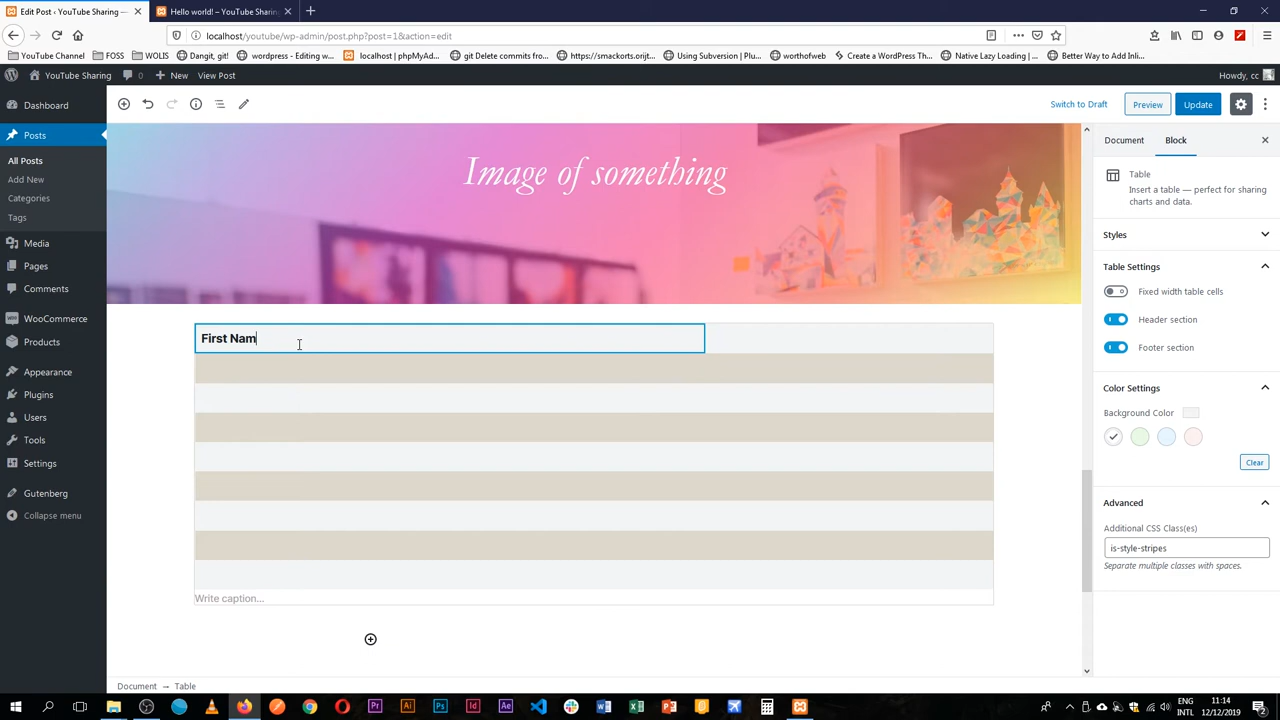 Edit Post ‹ YouTube Sharing —
Hello world! – YouTube Sharing
localhost/youtube/wp-admin/post.php?post=1&action=edit
YouTube Channel
FOSS
WOLIS
Dangit, git!
wordpress - Editing w...
localhost | phpMyAd...
git Delete commits fro...
https://smackorts.orijt...
Using Subversion | Plu...
worthofweb
Create a WordPress Th...
Native Lazy Loading | ...
Better Way to Add Inli...
YouTube Sharing
0
New
View Post
Howdy, cc
Dashboard
Posts
All Posts
Add New
Categories
Tags
Media
Pages
Comments
WooCommerce
Products
Appearance
Plugins
Users
Tools
Settings
Gutenberg
Collapse menu
Switch to Draft
Preview
Update
Image of something
First Nam
Write caption...
Document → Table
Document
Block
Table
Insert a table — perfect for sharing
charts and data.
Styles
Table Settings
Fixed width table cells
Header section
Footer section
Color Settings
Background Color
Clear
Advanced
Additional CSS Class(es)
is-style-stripes
Separate multiple classes with spaces.
ENG
INTL
11:14
12/12/2019